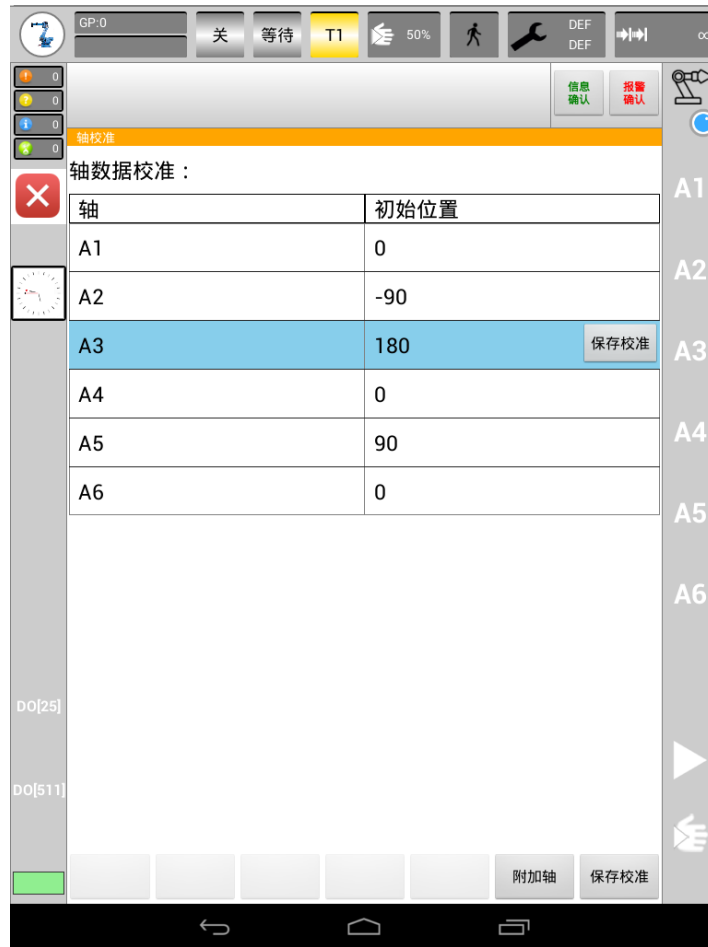 GP:0
关
等待
T1
50%
DEF
DEF
∞
0
0
0
0
信息
确认
报警
确认
轴校准
轴数据校准：
轴 初始位置
A1 0
A2 -90
A3 180 保存校准
A4 0
A5 90
A6 0
A1
A2
A3
A4
A5
A6
DO[25]
DO[511]
附加轴
保存校准